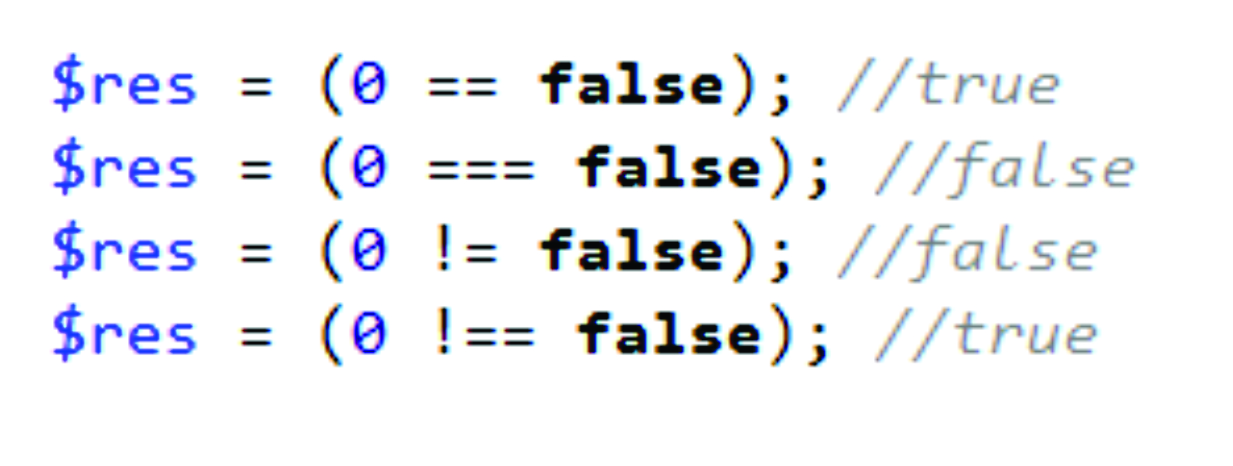 $res = (0 == false); //true
$res = (0 === false); //false
$res = (0 != false); //false
$res = (0 !== false); //true